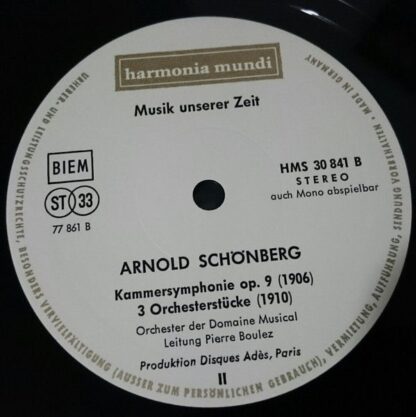 harmonia mundi
Musik unserer Zeit
BIEM
ST 33
77 861 B
HMS 30 841 B
STEREO
auch Mono abspielbar
ARNOLD SCHÖNBERG
Kammersymphonie op. 9 (1906)
3 Orchesterstücke (1910)
Orchester der Domaine Musical
Leitung Pierre Boulez
Produktion Disques Adès, Paris
II
URHEBER- UND LEISTUNGSSCHUTZRECHTE, BESONDERS VERVIELFÄLTIGUNG (AUSSER ZUM PERSÖNLICHEN GEBRAUCH), VERMIETUNG, AUFFÜHRUNG, SENDUNG VORBEHALTEN · MADE IN GERMANY